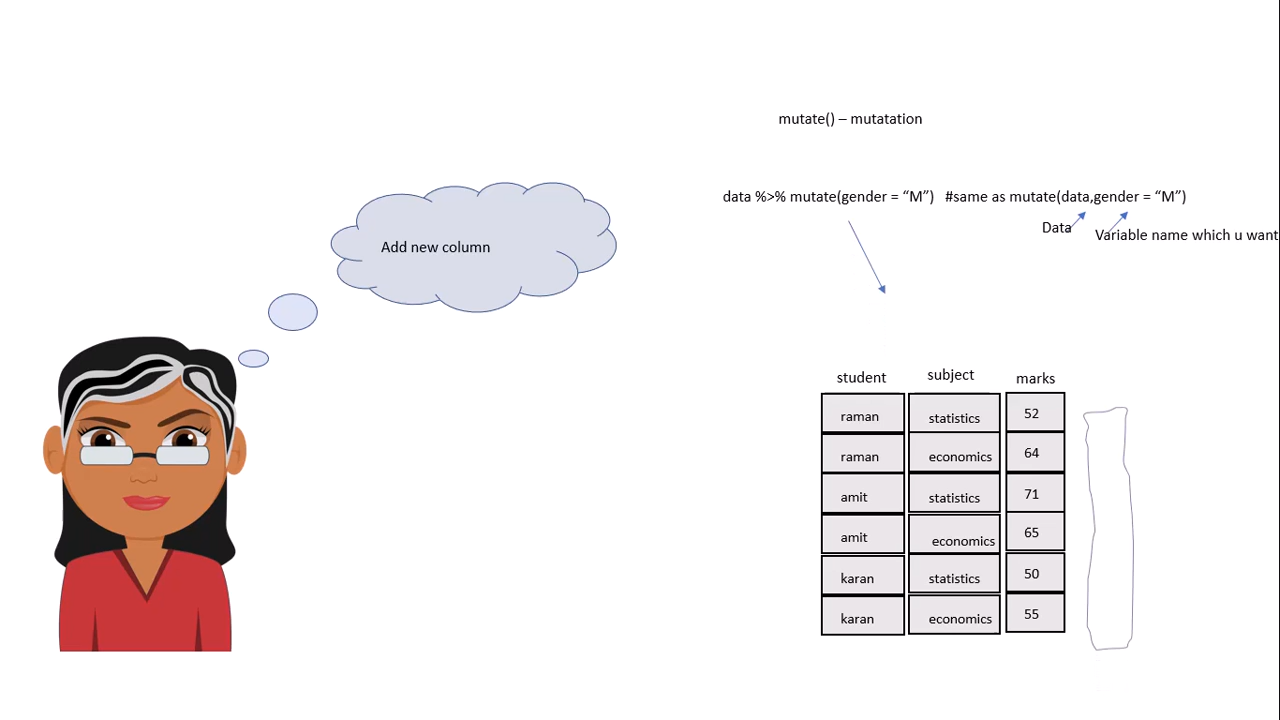 mutate() – mutatation
Add new column
data %>% mutate(gender = “M”) #same as mutate(data,gender = “M”)
Data
Variable name which u want
student subject marks
raman statistics 52
raman economics 64
amit statistics 71
amit economics 65
karan statistics 50
karan economics 55